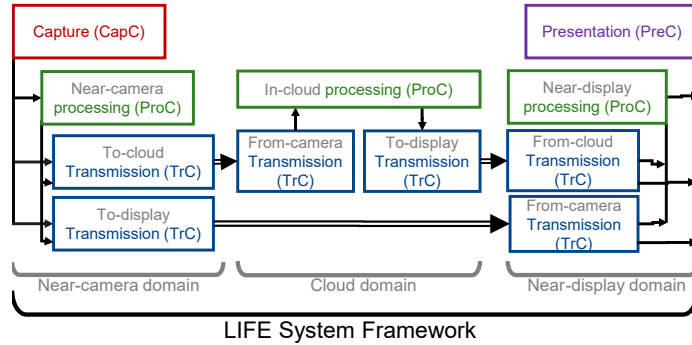 Capture (CapC)
Presentation (PreC)
Near-camera
processing (ProC)
In-cloud processing (ProC)
Near-display
processing (ProC)
To-cloud
Transmission (TrC)
From-camera
Transmission
(TrC)
To-display
Transmission
(TrC)
From-cloud
Transmission
(TrC)
To-display
Transmission (TrC)
From-camera
Transmission
(TrC)
Near-camera domain
Cloud domain
Near-display domain
LIFE System Framework